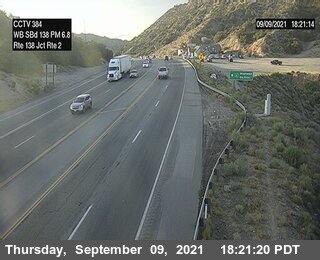 CCTV 384
WB SBd 138 PM 6.8
Rte 138 Jct Rte 2
09/09/2021 18:21:14
Thursday, September 09, 2021 18:21:20 PDT